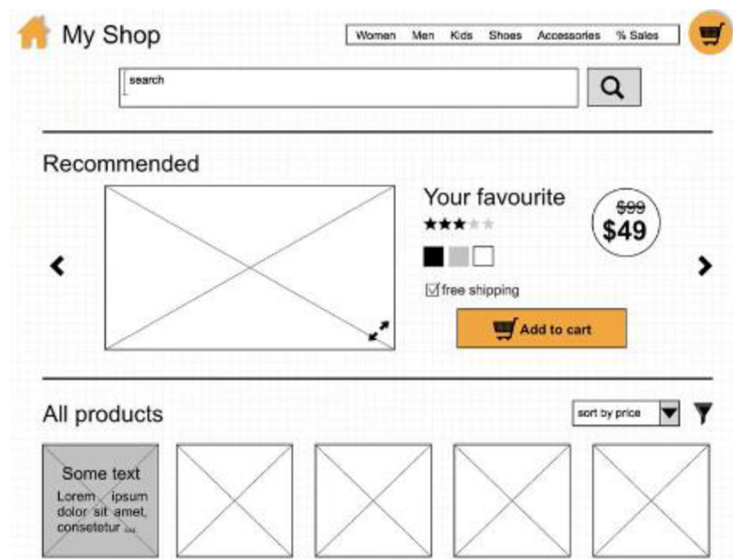 My Shop
Women Men Kids Shoes Accessories % Sales
search
Recommended
Your favourite
$99
$49
free shipping
Add to cart
All products
sort by price
Some text
Lorem ipsum
dolor sit amet,
consetetur ...